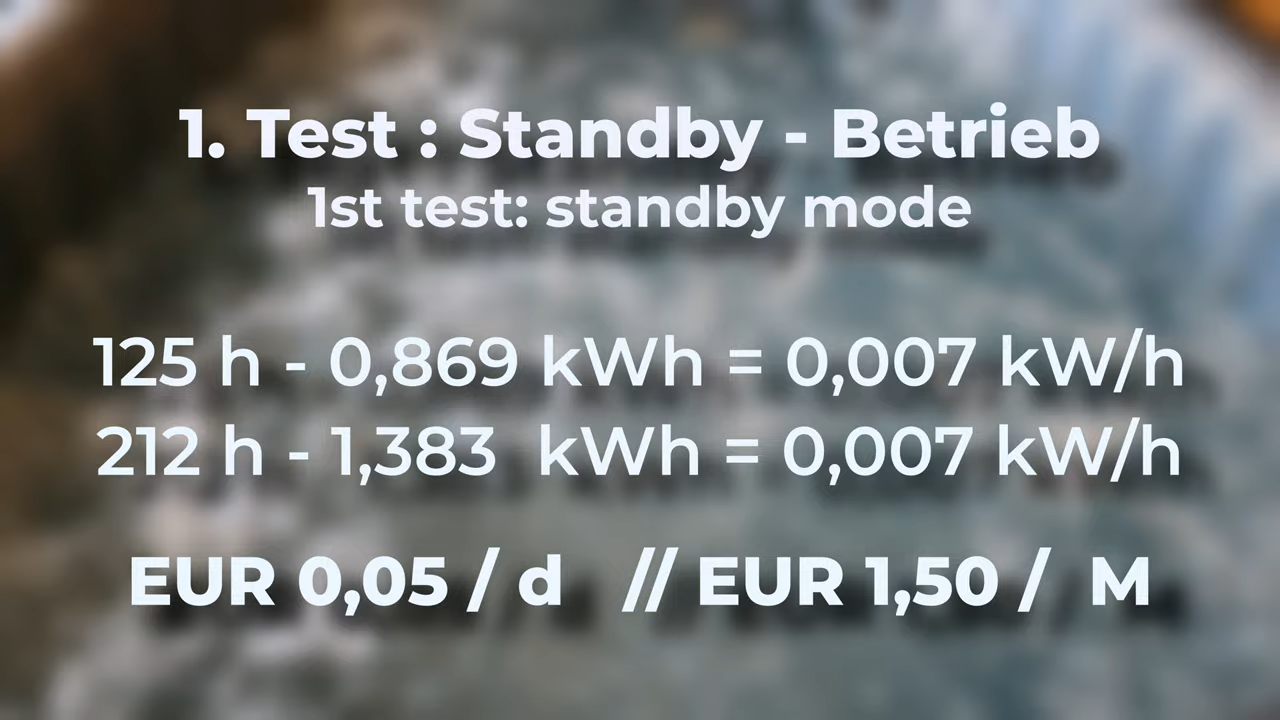 1. Test : Standby - Betrieb
1st test: standby mode
125 h - 0,869 kWh = 0,007 kW/h
212 h - 1,383 kWh = 0,007 kW/h
EUR 0,05 / d // EUR 1,50 / M